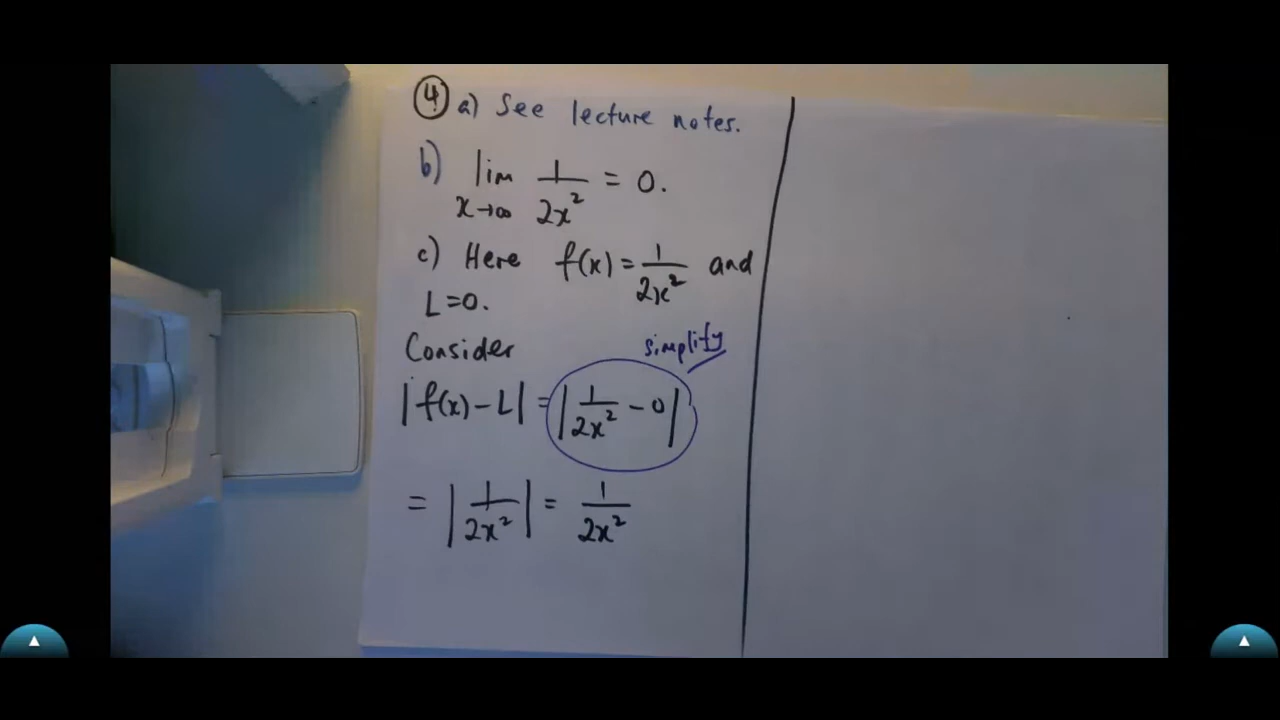 ④ a) See lecture notes.
b) lim x→∞ 1/2x² = 0.
c) Here f(x) = 1/2x² and
L=0.
Consider
simplify
|f(x) – L| = |1/2x² – 0|
= |1/2x²| = 1/2x²